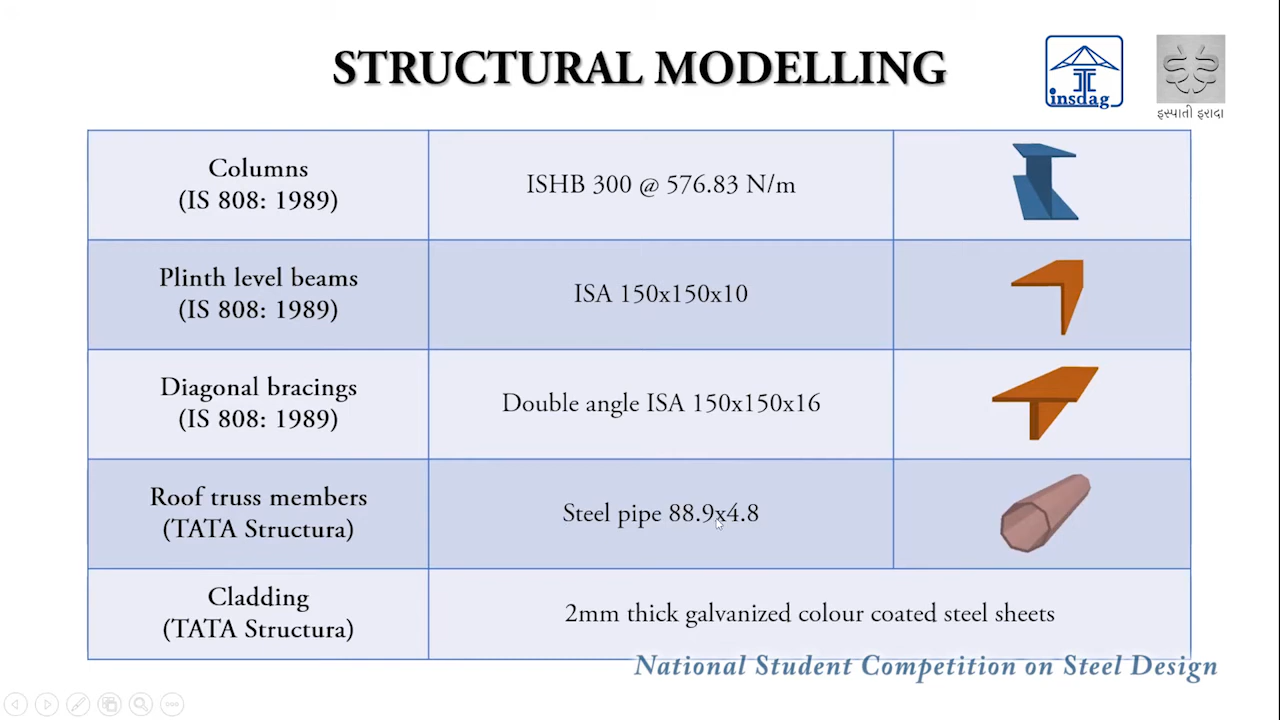 STRUCTURAL MODELLING
insdag
इस्पाती इरादा
Columns
(IS 808: 1989)
ISHB 300 @ 576.83 N/m
Plinth level beams
(IS 808: 1989)
ISA 150x150x10
Diagonal bracings
(IS 808: 1989)
Double angle ISA 150x150x16
Roof truss members
(TATA Structura)
Steel pipe 88.9x4.8
Cladding
(TATA Structura)
2mm thick galvanized colour coated steel sheets
National Student Competition on Steel Design